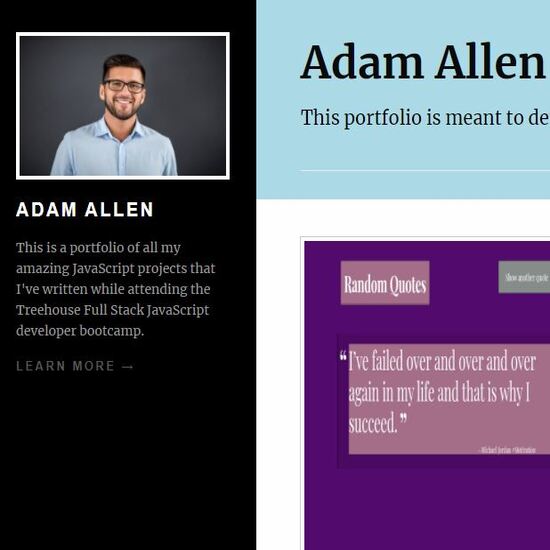 ADAM ALLEN
This is a portfolio of all my
amazing JavaScript projects that
I've written while attending the
Treehouse Full Stack JavaScript
developer bootcamp.
LEARN MORE →
Adam Allen
This portfolio is meant to de
Random Quotes
Show another quote
“I've failed over and over and over
again in my life and that is why I
succeed.”
–Michael Jordan #Motivation